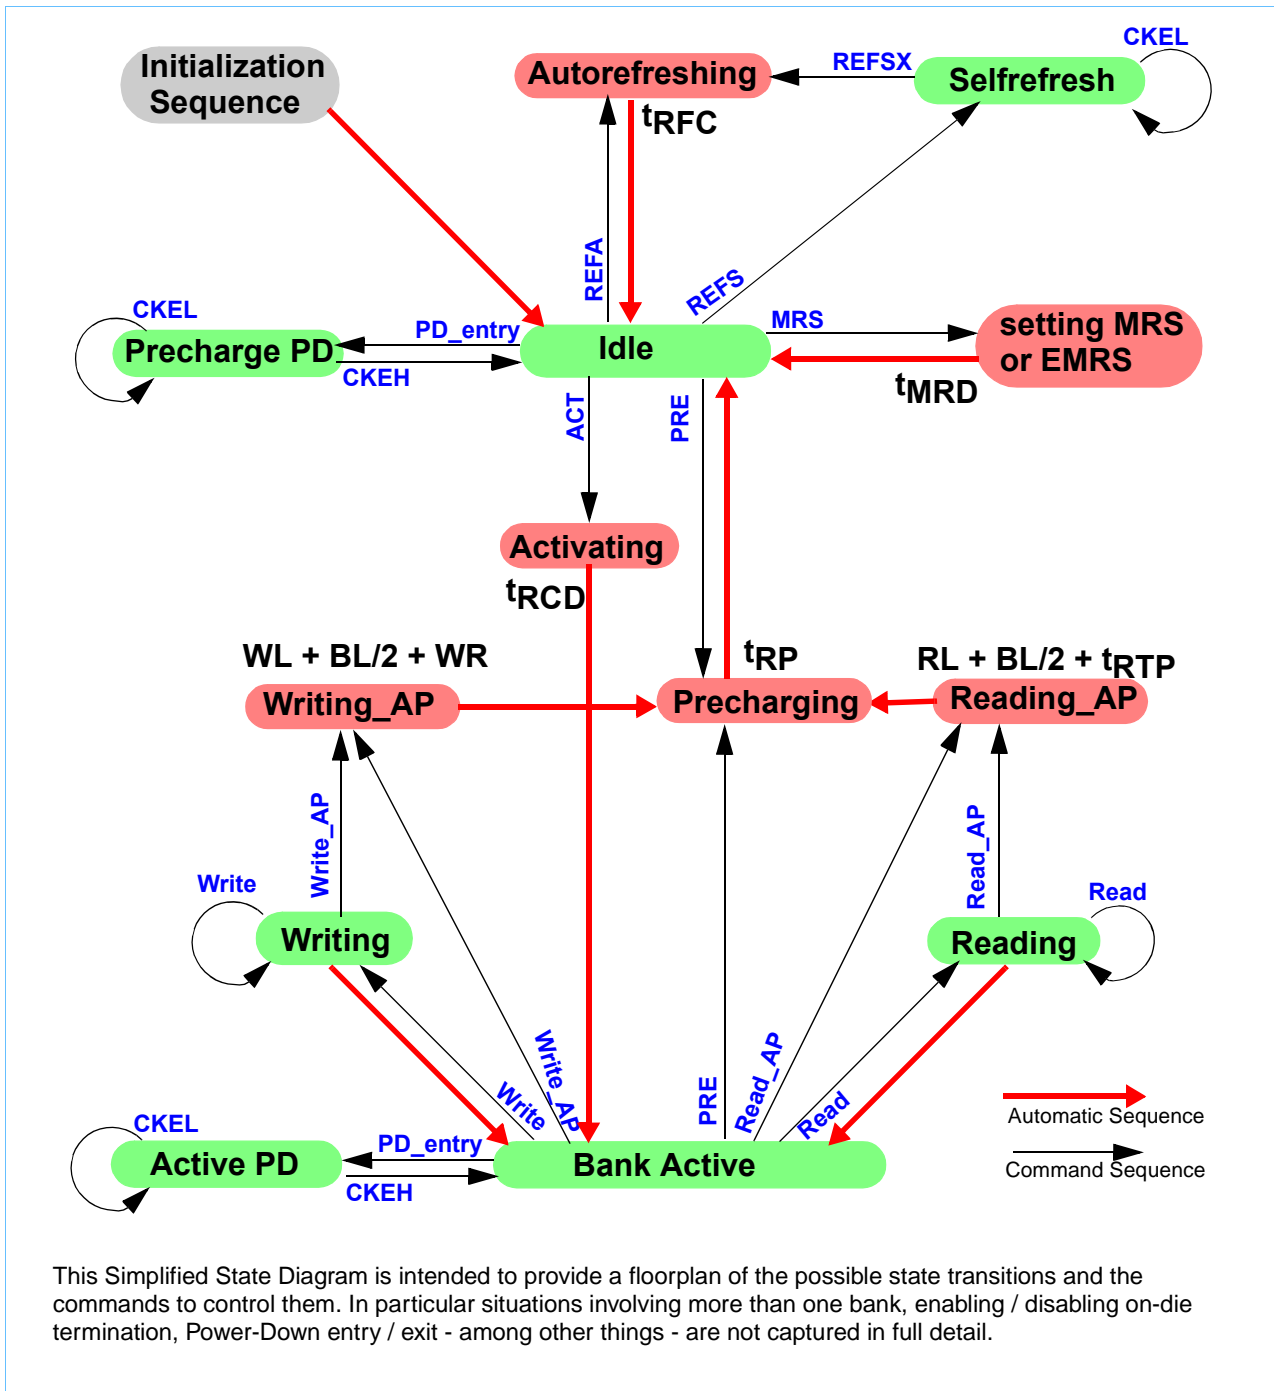 CKEL
Initialization
Sequence
Autorefreshing
REFSX
Selfrefresh
tRFC
REFA
REFS
CKEL
PD_entry
MRS
Precharge PD
Idle
setting MRS
or EMRS
CKEH
tMRD
ACT
PRE
Activating
tRCD
WL + BL/2 + WR
tRP
RL + BL/2 + tRTP
Writing_AP
Precharging
Reading_AP
Write_AP
Read_AP
Write
Read
Writing
Reading
Write_AP
Write
PRE
Read_AP
Read
Automatic Sequence
CKEL
PD_entry
Active PD
Bank Active
Command Sequence
CKEH
This Simplified State Diagram is intended to provide a floorplan of the possible state transitions and the
commands to control them. In particular situations involving more than one bank, enabling / disabling on-die
termination, Power-Down entry / exit - among other things - are not captured in full detail.